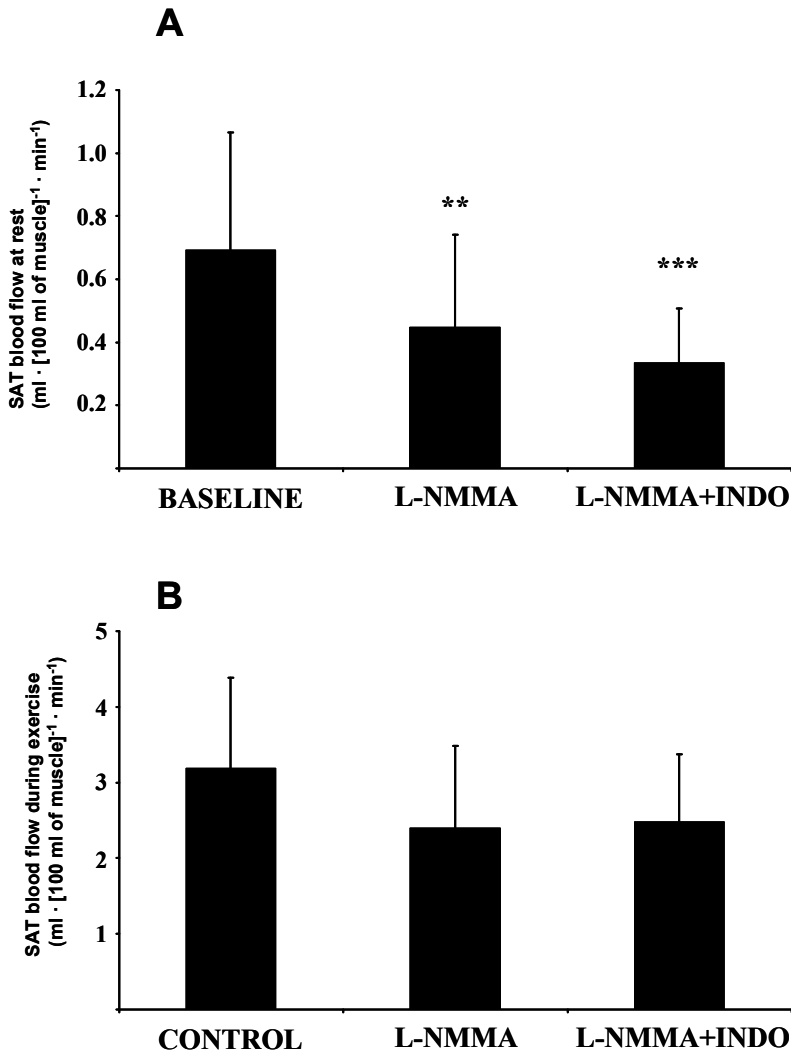 A
SAT blood flow at rest
(ml · [100 ml of muscle]-1 · min-1)
1.2
1.0
0.8
0.6
0.4
0.2
**
***
BASELINE L-NMMA L-NMMA+INDO
B
SAT blood flow during exercise
(ml · [100 ml of muscle]-1 · min-1)
5
4
3
2
1
CONTROL L-NMMA L-NMMA+INDO